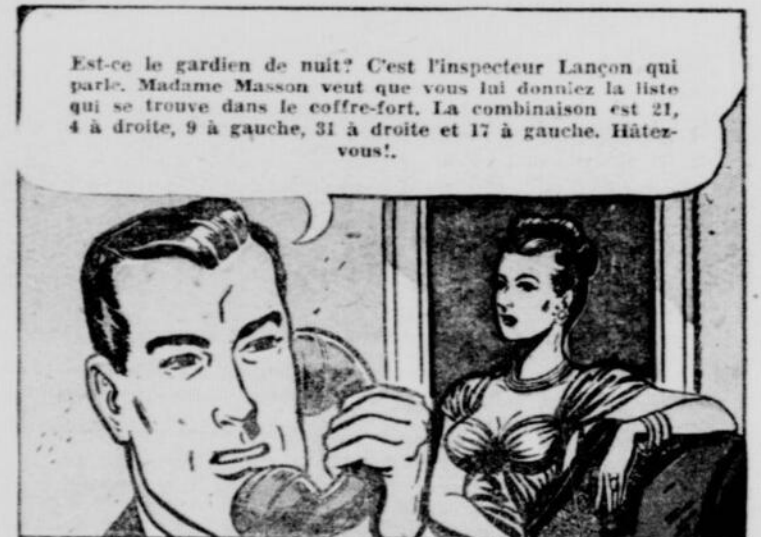 Est-ce le gardien de nuit? C'est l'inspecteur Lançon qui
parle. Madame Masson veut que vous lui donniez la liste
qui se trouve dans le coffre-fort. La combinaison est 21,
4 à droite, 9 à gauche, 31 à droite et 17 à gauche. Hâtez-
vous!.